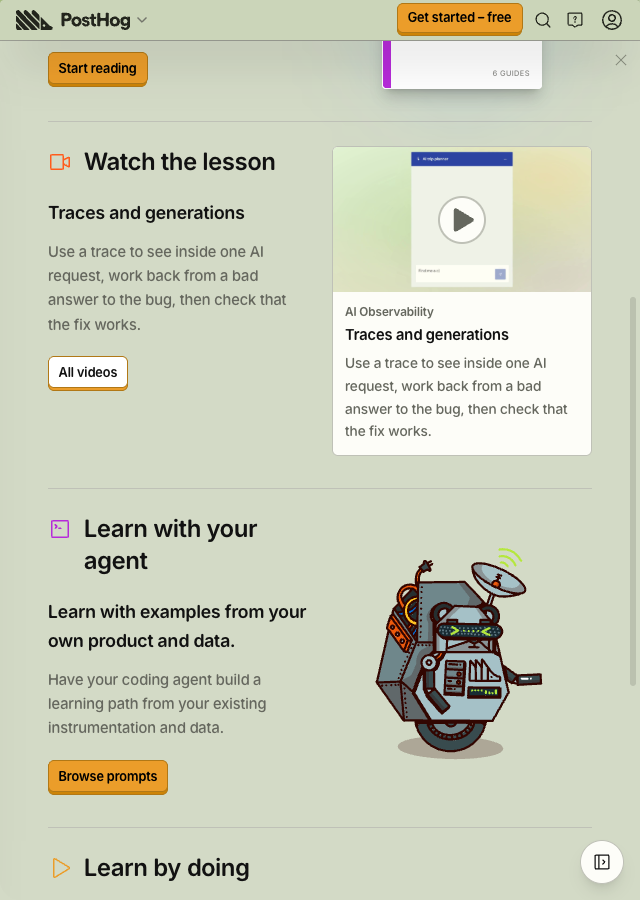 PostHog
Get started – free
Start reading
6 GUIDES
Watch the lesson
Traces and generations
Use a trace to see inside one AI
request, work back from a bad
answer to the bug, then check that
the fix works.
All videos
AI Observability
Traces and generations
Use a trace to see inside one AI
request, work back from a bad
answer to the bug, then check that
the fix works.
Learn with your
agent
Learn with examples from your
own product and data.
Have your coding agent build a
learning path from your existing
instrumentation and data.
Browse prompts
Learn by doing